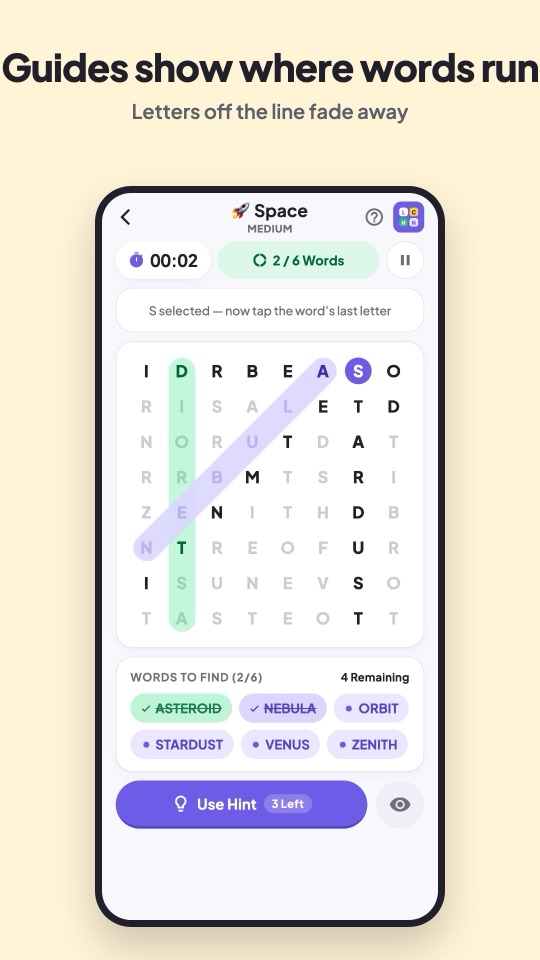 Guides show where words run
Letters off the line fade away
🚀 Space
MEDIUM
L C
H N
00:02
2 / 6 Words
S selected — now tap the word's last letter
I D R B E A S O
R I S A L E T D
N O R U T D A T
R R B M T S R I
Z E N I T H D B
N T R E O F U R
I S U N E V S O
T A S T E O T T
WORDS TO FIND (2/6)
4 Remaining
✓ ASTEROID
✓ NEBULA
• ORBIT
• STARDUST
• VENUS
• ZENITH
Use Hint
3 Left